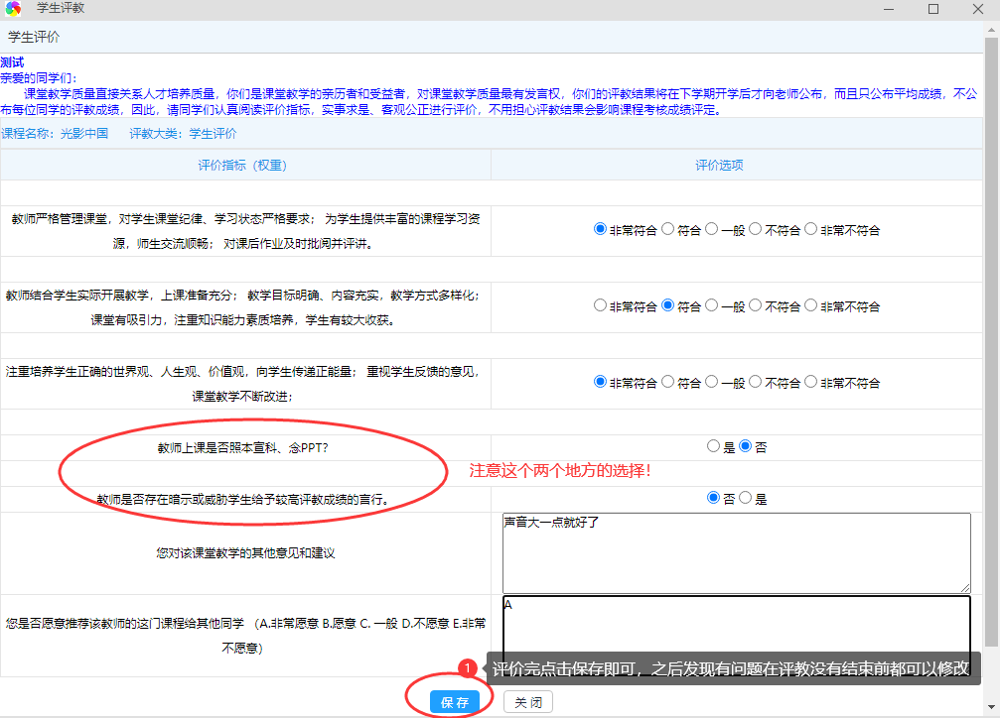 学生评教
学生评价
测试
亲爱的同学们:
课堂教学质量直接关系人才培养质量，你们是课堂教学的亲历者和受益者，对课堂教学质量最有发言权，你们的评教结果将在下学期开学后才向老师公布，而且只公布平均成绩，不公
布每位同学的评教成绩，因此，请同学们认真阅读评价指标，实事求是、客观公正进行评价，不用担心评教结果会影响课程考核成绩评定。
课程名称：光影中国 评教大类：学生评价
评价指标（权重） 评价选项
教师严格管理课堂，对学生课堂纪律、学习状态严格要求； 为学生提供丰富的课程学习资
源，师生交流顺畅； 对课后作业及时批阅并评讲。
非常符合 符合 一般 不符合 非常不符合
教师结合学生实际开展教学，上课准备充分； 教学目标明确、内容充实，教学方式多样化；
课堂有吸引力，注重知识能力素质培养，学生有较大收获。
非常符合 符合 一般 不符合 非常不符合
注重培养学生正确的世界观、人生观、价值观，向学生传递正能量； 重视学生反馈的意见，
课堂教学不断改进；
非常符合 符合 一般 不符合 非常不符合
教师上课是否照本宣科、念PPT？ 是 否
注意这个两个地方的选择！
教师是否存在暗示或威胁学生给予较高评教成绩的言行。 否 是
您对该课堂教学的其他意见和建议
声音大一点就好了
您是否愿意推荐该教师的这门课程给其他同学 （A.非常愿意 B.愿意 C. 一般 D.不愿意 E.非常
不愿意）
A
1 评价完点击保存即可，之后发现有问题在评教没有结束前都可以修改
保 存 关 闭